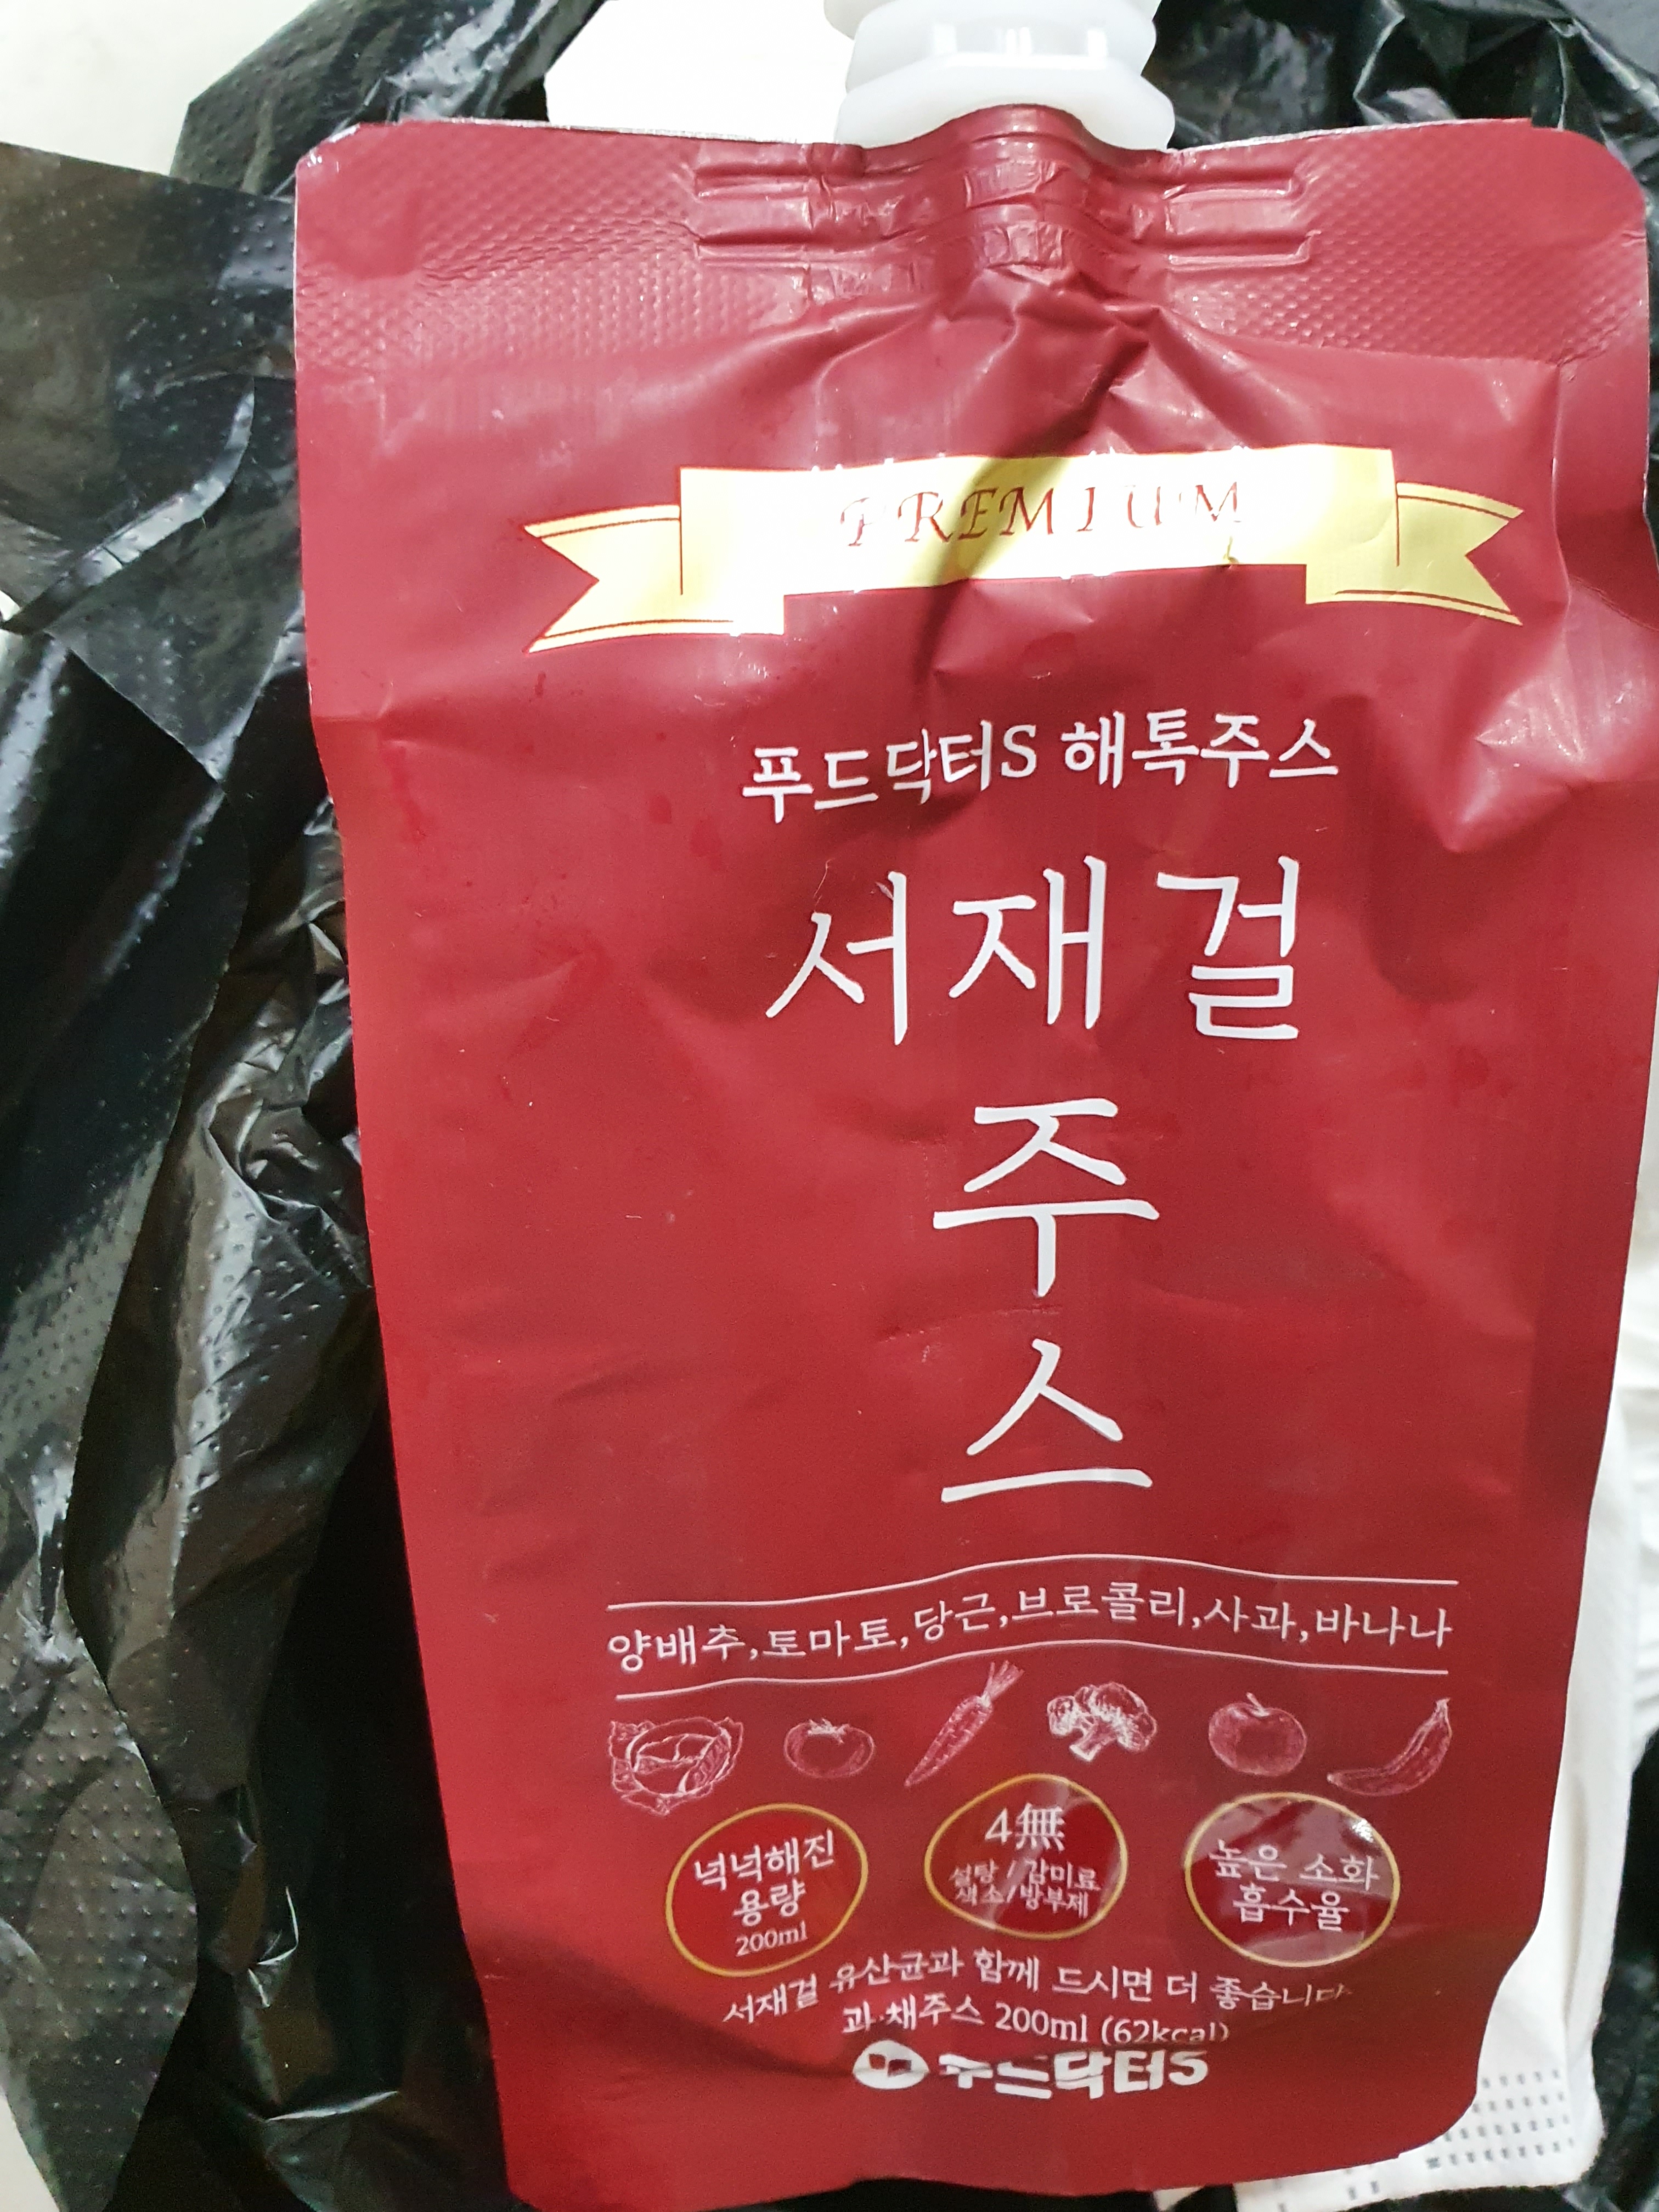 PREMIUM
푸드닥터S 해톡주스
서재걸
주
스
양배추,토마토,당근,브로콜리,사과,바나나
넉넉해진
용량
200ml
4無
설탕/감미료
색소/방부제
높은 소화
흡수율
서재걸 유산균과 함께 드시면 더 좋습니다
과·채주스 200ml (62kcal)
푸드닥터S